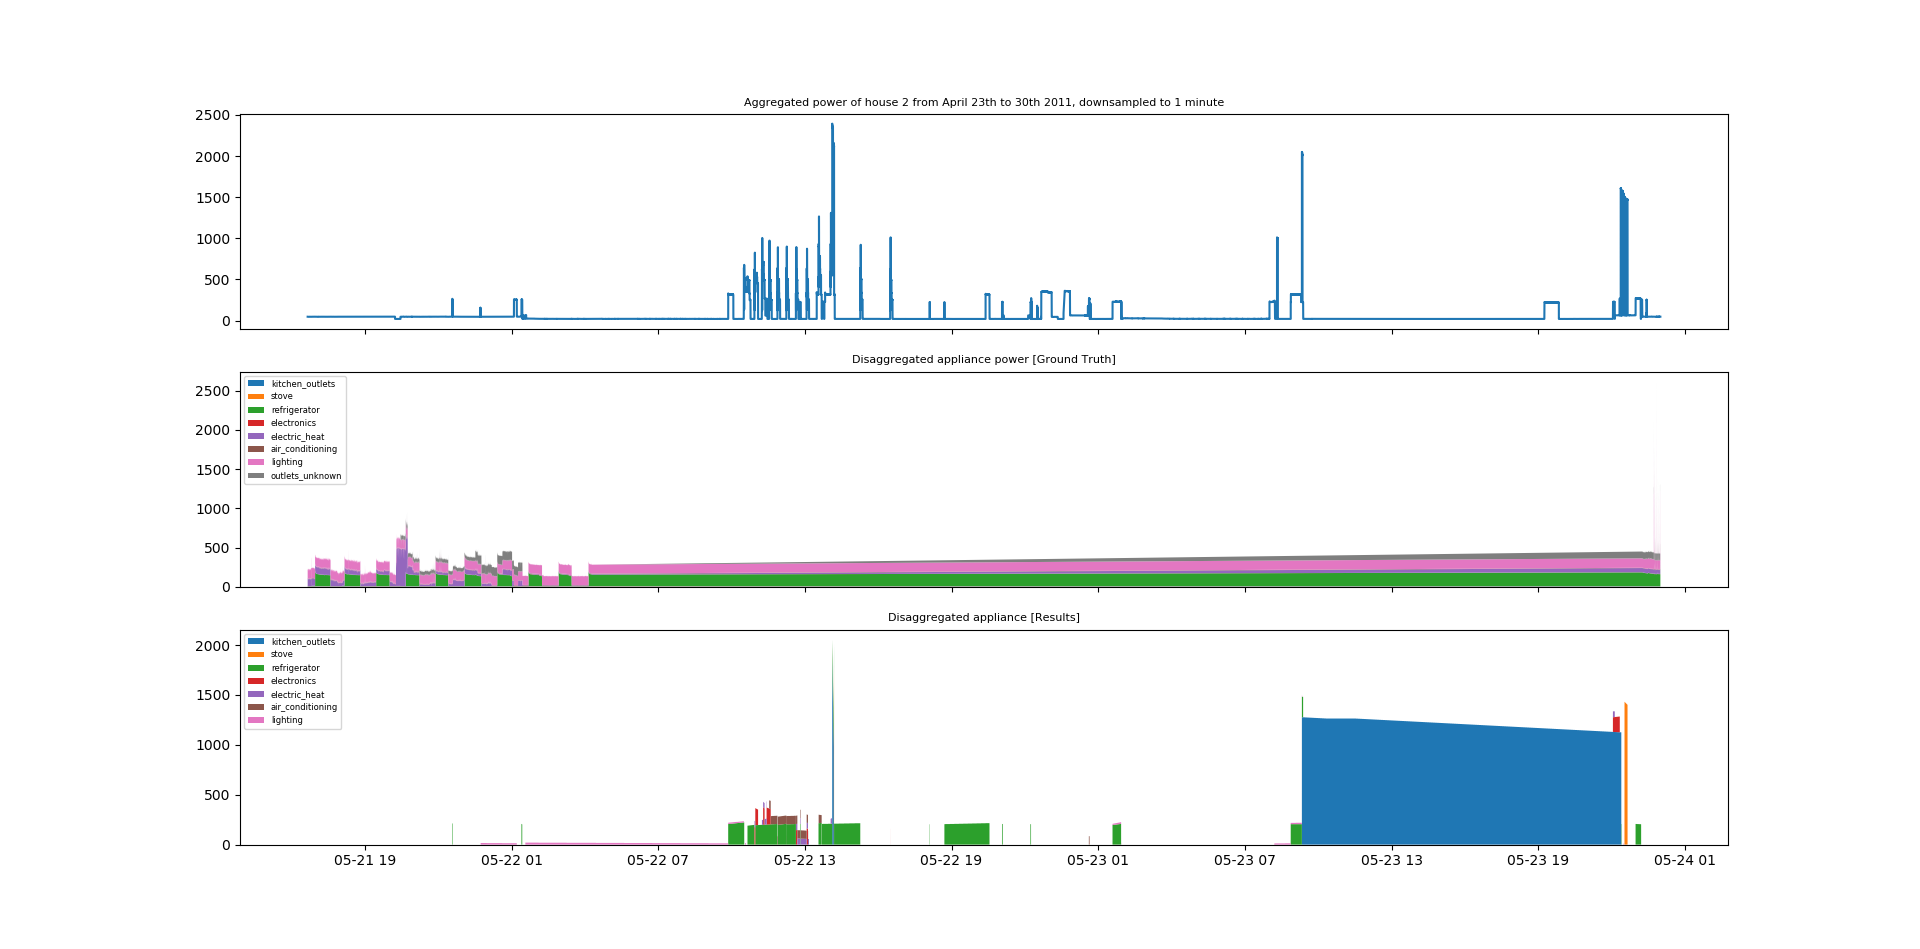 Aggregated power of house 2 from April 23th to 30th 2011, downsampled to 1 minute
2500
2000
1500
1000
500
0
Disaggregated appliance power [Ground Truth]
2500
2000
1500
1000
500
0
kitchen_outlets
stove
refrigerator
electronics
electric_heat
air_conditioning
lighting
outlets_unknown
Disaggregated appliance [Results]
2000
1500
1000
500
0
kitchen_outlets
stove
refrigerator
electronics
electric_heat
air_conditioning
lighting
05-21 19 05-22 01 05-22 07 05-22 13 05-22 19 05-23 01 05-23 07 05-23 13 05-23 19 05-24 01